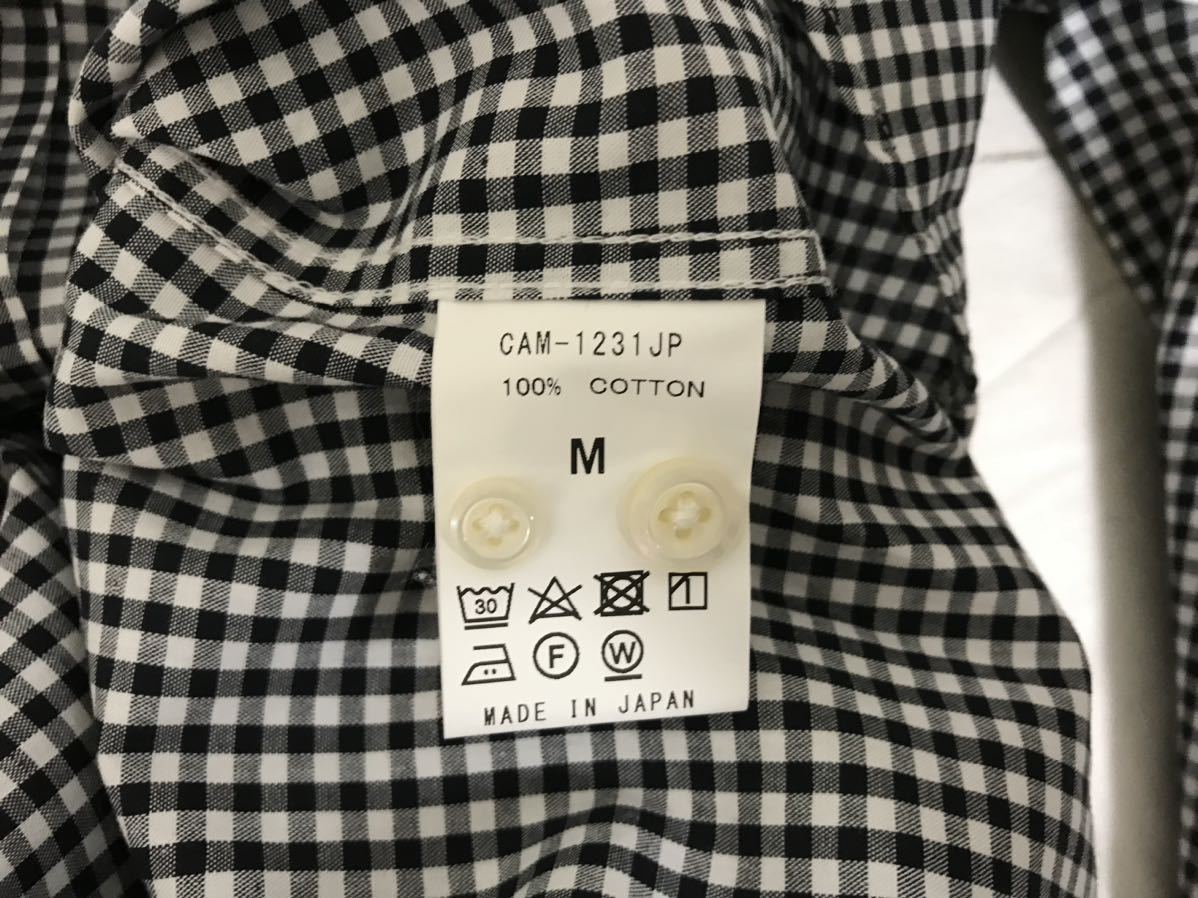 CAM-1231JP
100% COTTON
M
30
F W
MADE IN JAPAN